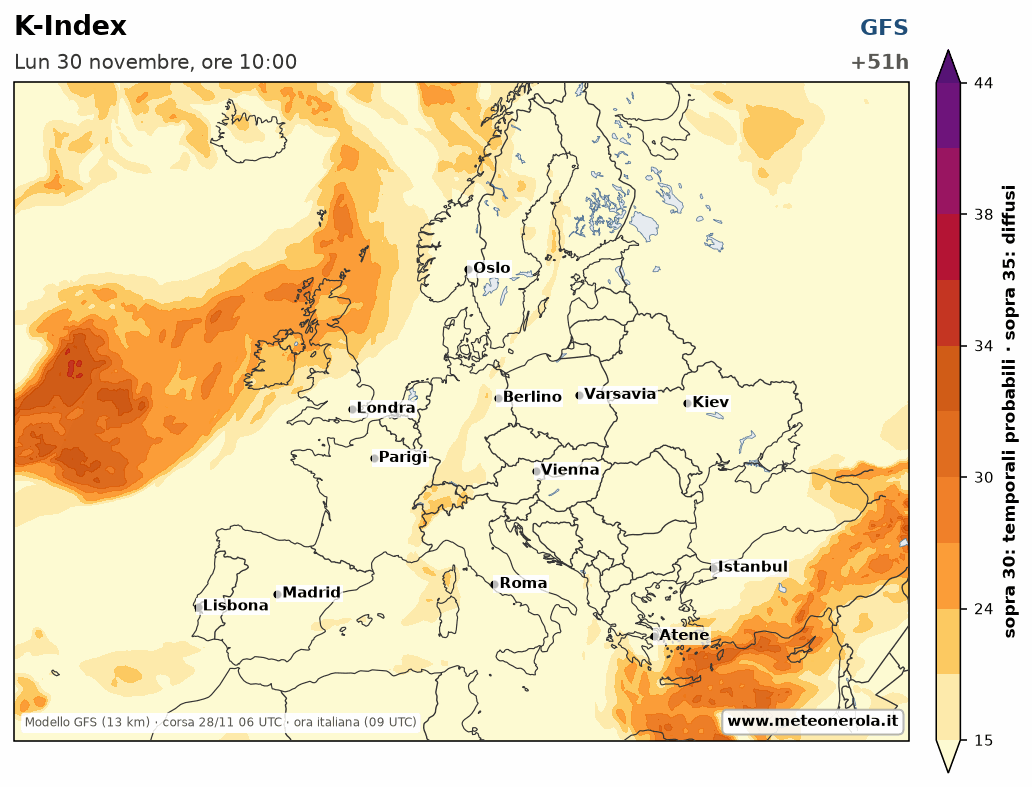 K-Index
GFS
Lun 30 novembre, ore 10:00
+51h
44
38
34
30
24
15
sopra 30: temporali probabili · sopra 35: diffusi
Oslo
Berlino
Varsavia
Kiev
Londra
Parigi
Vienna
Istanbul
Roma
Madrid
Lisbona
Atene
Modello GFS (13 km) · corsa 28/11 06 UTC · ora italiana (09 UTC)
www.meteonerola.it